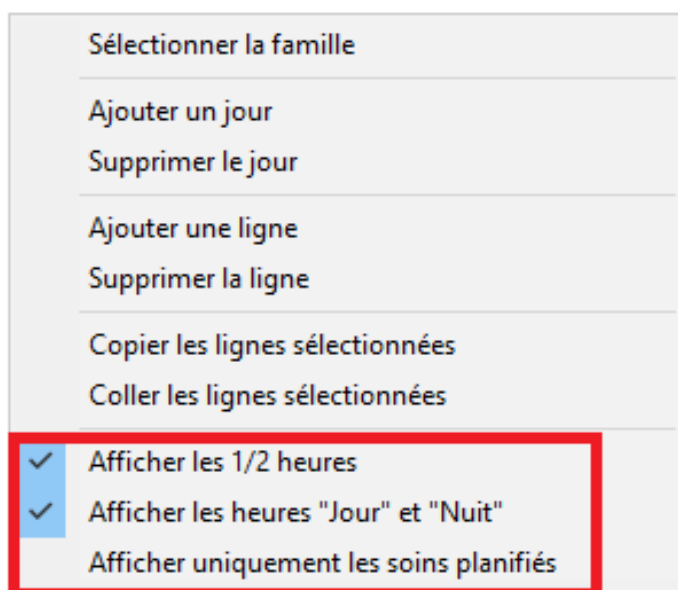 Sélectionner la famille
Ajouter un jour
Supprimer le jour
Ajouter une ligne
Supprimer la ligne
Copier les lignes sélectionnées
Coller les lignes sélectionnées
Afficher les 1/2 heures
Afficher les heures "Jour" et "Nuit"
Afficher uniquement les soins planifiés